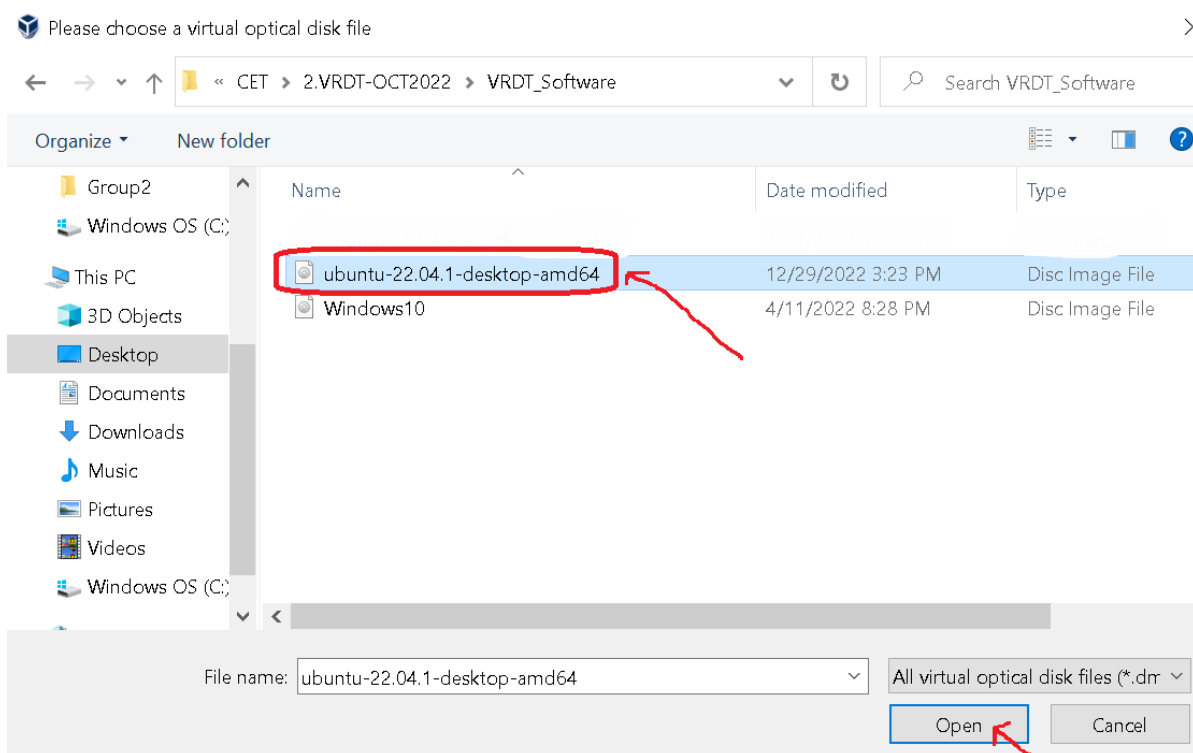 Please choose a virtual optical disk file
« CET > 2.VRDT-OCT2022 > VRDT_Software
Search VRDT_Software
Organize
New folder
?
Group2
Windows OS (C:)
This PC
3D Objects
Desktop
Documents
Downloads
Music
Pictures
Videos
Windows OS (C:)
Name Date modified Type
ubuntu-22.04.1-desktop-amd64 12/29/2022 3:23 PM Disc Image File
Windows10 4/11/2022 8:28 PM Disc Image File
File name: ubuntu-22.04.1-desktop-amd64
All virtual optical disk files (*.dm
Open Cancel